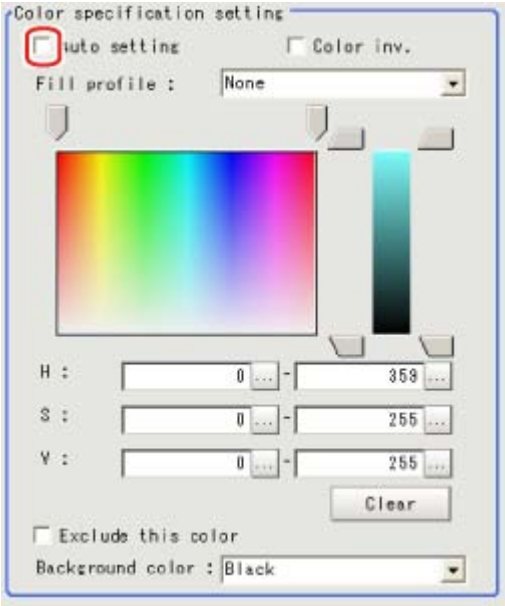 Color specification setting
Auto setting Color inv.
Fill profile : None
H : 0 ... - 359 ...
S : 0 ... - 255 ...
V : 0 ... - 255 ...
Clear
Exclude this color
Background color : Black